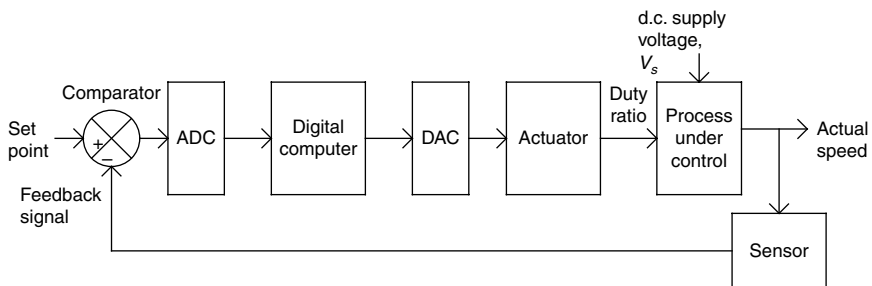 d.c. supply
voltage,
Vs
Comparator
Duty
ratio
Set
point
+
−
ADC
Digital
computer
DAC
Actuator
Process
under
control
Actual
speed
Feedback
signal
Sensor